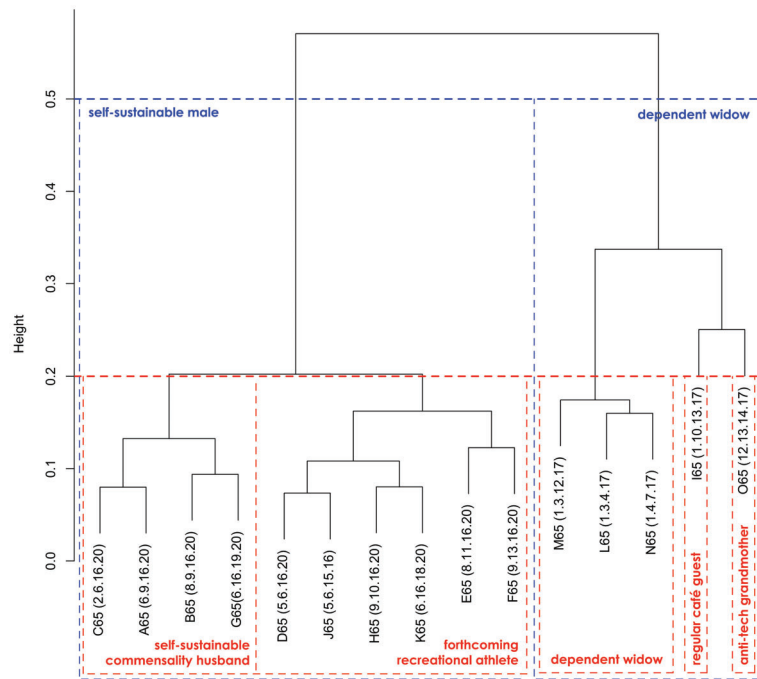 Height
0.0
0.1
0.2
0.3
0.4
0.5
self-sustainable male
dependent widow
C65 (2.6.16.20)
A65 (6.9.16.20)
B65 (8.9.16.20)
G65(6.16.19.20)
D65 (5.6.16.20)
J65 (5.6.15.16)
H65 (9.10.16.20)
K65 (6.16.18.20)
E65 (8.11.16.20)
F65 (9.13.16.20)
M65 (1.3.12.17)
L65 (1.3.4.17)
N65 (1.4.7.17)
I65 (1.10.13.17)
O65 (12.13.14.17)
self-sustainable
commensality husband
forthcoming
recreational athlete
dependent widow
regular café guest
anti-tech grandmother